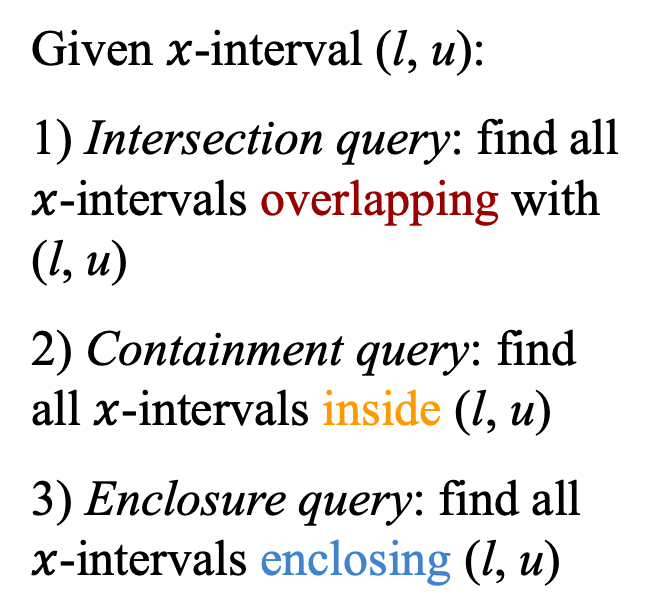 Given x-interval (l, u):
1) Intersection query: find all
x-intervals overlapping with
(l, u)
2) Containment query: find
all x-intervals inside (l, u)
3) Enclosure query: find all
x-intervals enclosing (l, u)